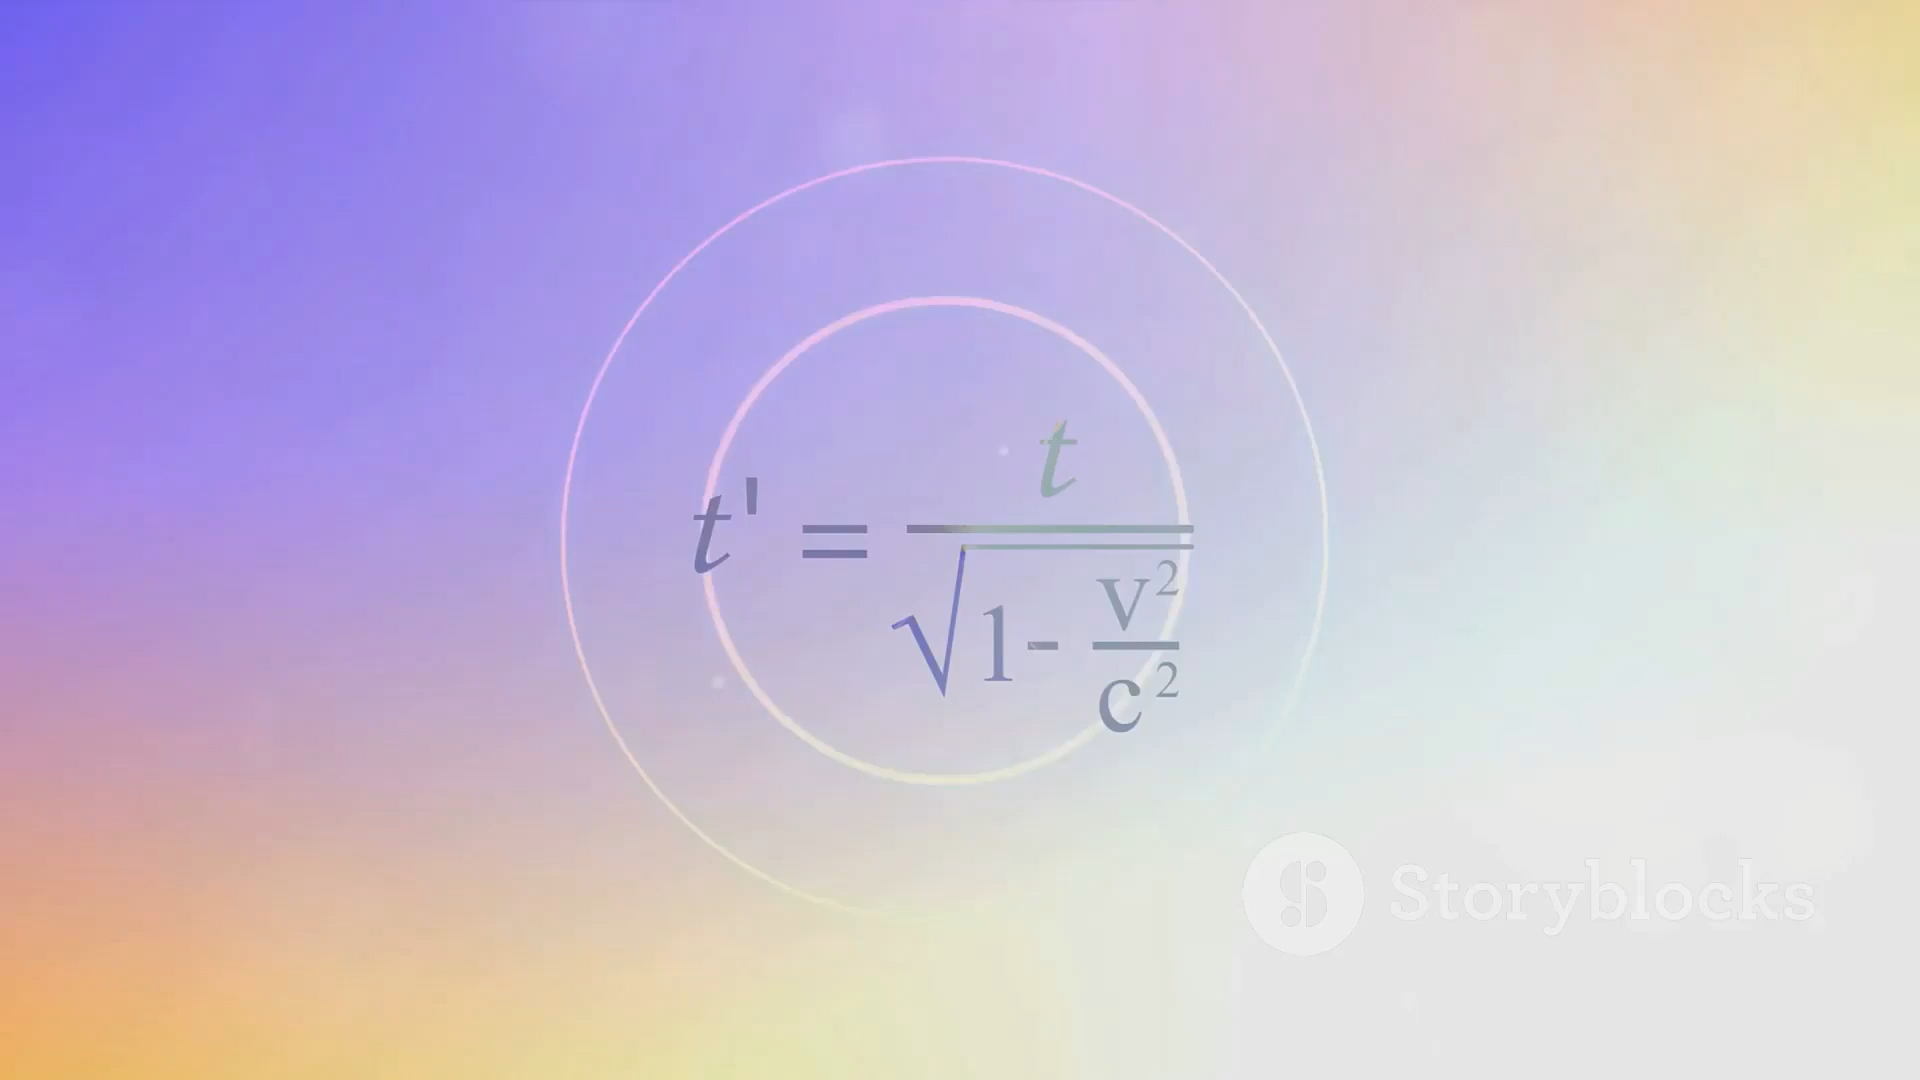 t' = t / √1- v²/c²
Storyblocks